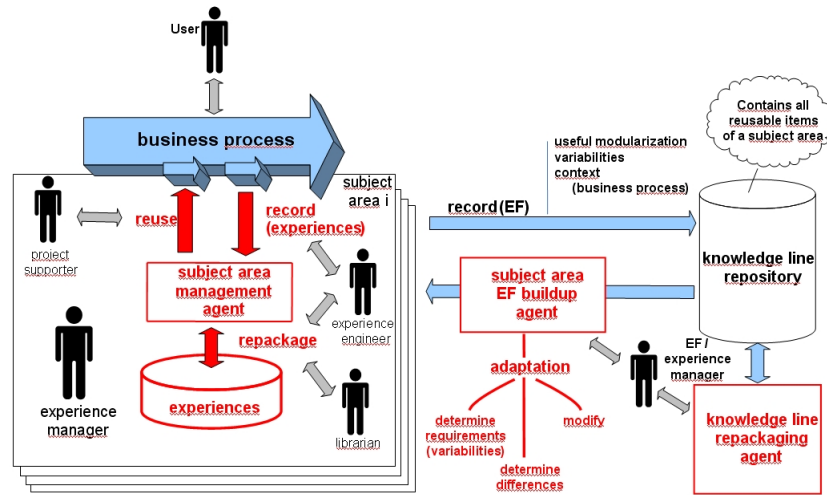 User
business process
subject
area i
reuse
record
(experiences)
project
supporter
subject area
management
agent
experience
engineer
repackage
experiences
experience
manager
librarian
Contains all
reusable items
of a subject area
useful modularization
variabilities
context
(business process)
record (EF)
knowledge line
repository
subject area
EF buildup
agent
adaptation
EF /
experience
manager
determine
requirements
(variabilities)
modify
determine
differences
knowledge line
repackaging
agent